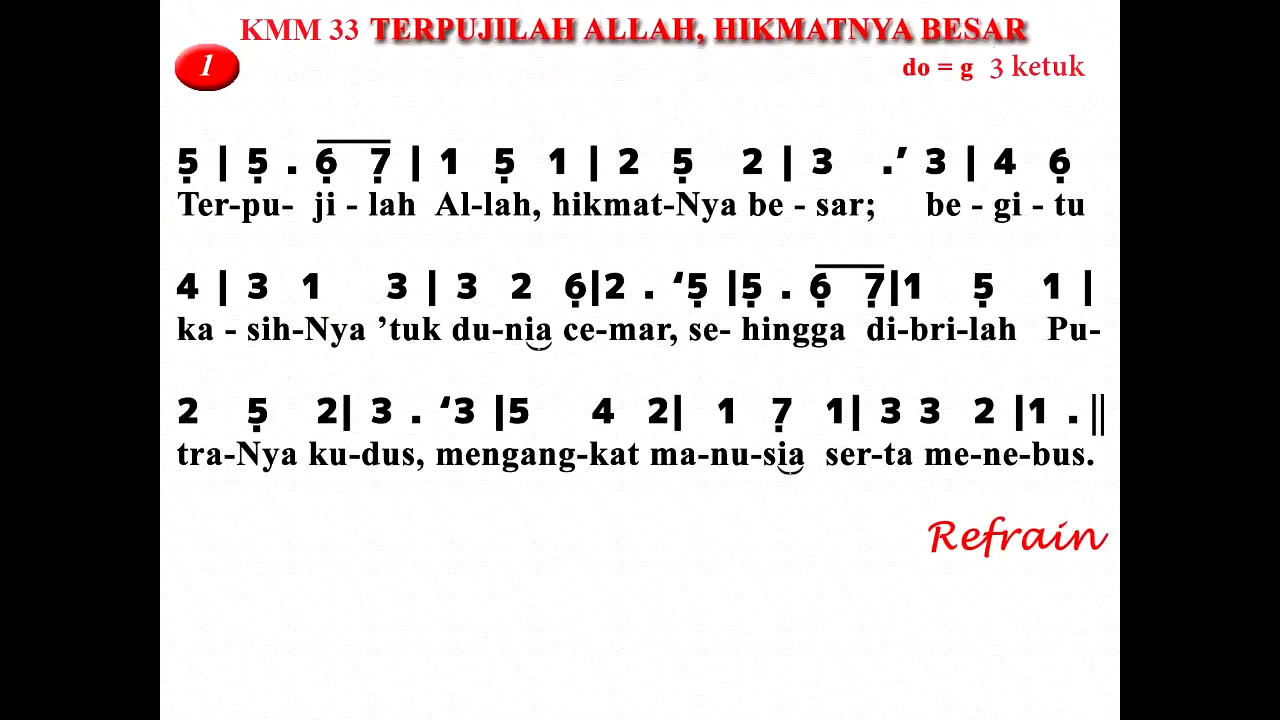 KMM 33 TERPUJILAH ALLAH, HIKMATNYA BESAR
1
do = g 3 ketuk
5̣ | 5̣ . 6̣ 7̣ | 1 5̣ 1 | 2 5̣ 2 | 3 .’ 3 | 4 6̣
Ter-pu- ji - lah Al-lah, hikmat-Nya be - sar; be - gi - tu
4 | 3 1 3 | 3 2 6̣|2 . ‘5̣ |5̣ . 6̣ 7̣|1 5̣ 1 |
ka - sih-Nya ’tuk du-nia ce-mar, se- hingga di-bri-lah Pu-
2 5̣ 2| 3 . ‘3 |5 4 2| 1 7̣ 1| 3 3 2 |1 . ||
tra-Nya ku-dus, mengang-kat ma-nu-sia ser-ta me-ne-bus.
Refrain